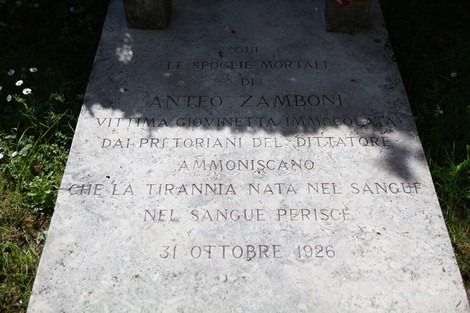 QUI
LE SPOGLIE MORTALI
DI
ANTEO ZAMBONI
VITTIMA GIOVINETTA IMMACOLATA
DAI PRETORIANI DEL DITTATORE
AMMONISCANO
CHE LA TIRANNIA NATA NEL SANGUE
NEL SANGUE PERISCE
31 OTTOBRE 1926